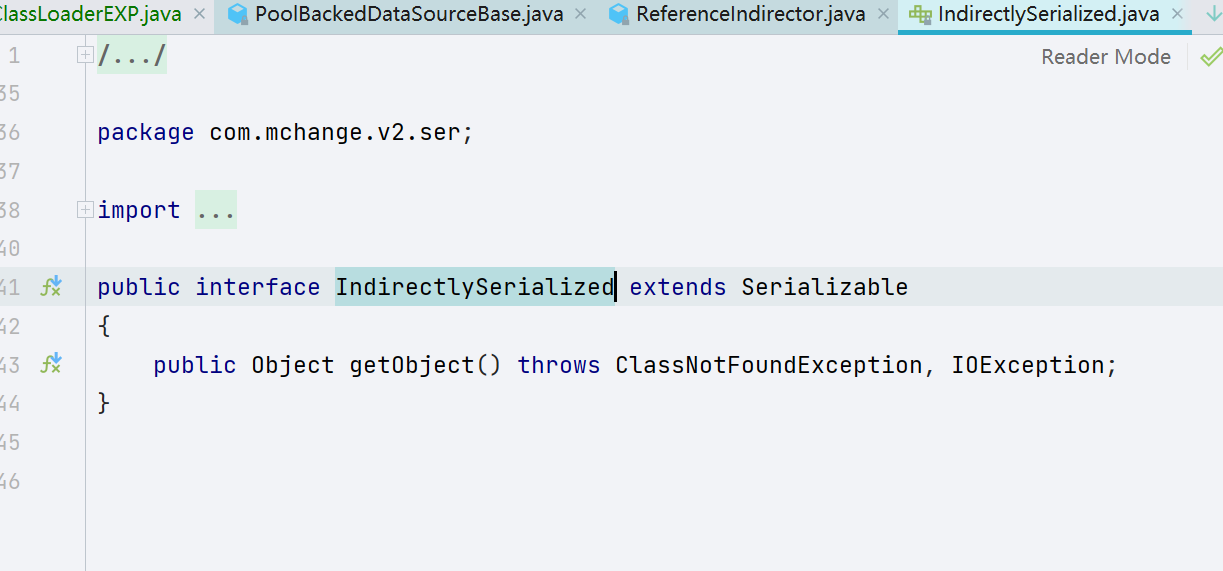 ClassLoaderEXP.java PoolBackedDataSourceBase.java ReferenceIndirector.java IndirectlySerialized.java
1 /.../ Reader Mode
35
36 package com.mchange.v2.ser;
37
38 import ...
40
41 public interface IndirectlySerialized extends Serializable
42 {
43 public Object getObject() throws ClassNotFoundException, IOException;
44 }
45
46